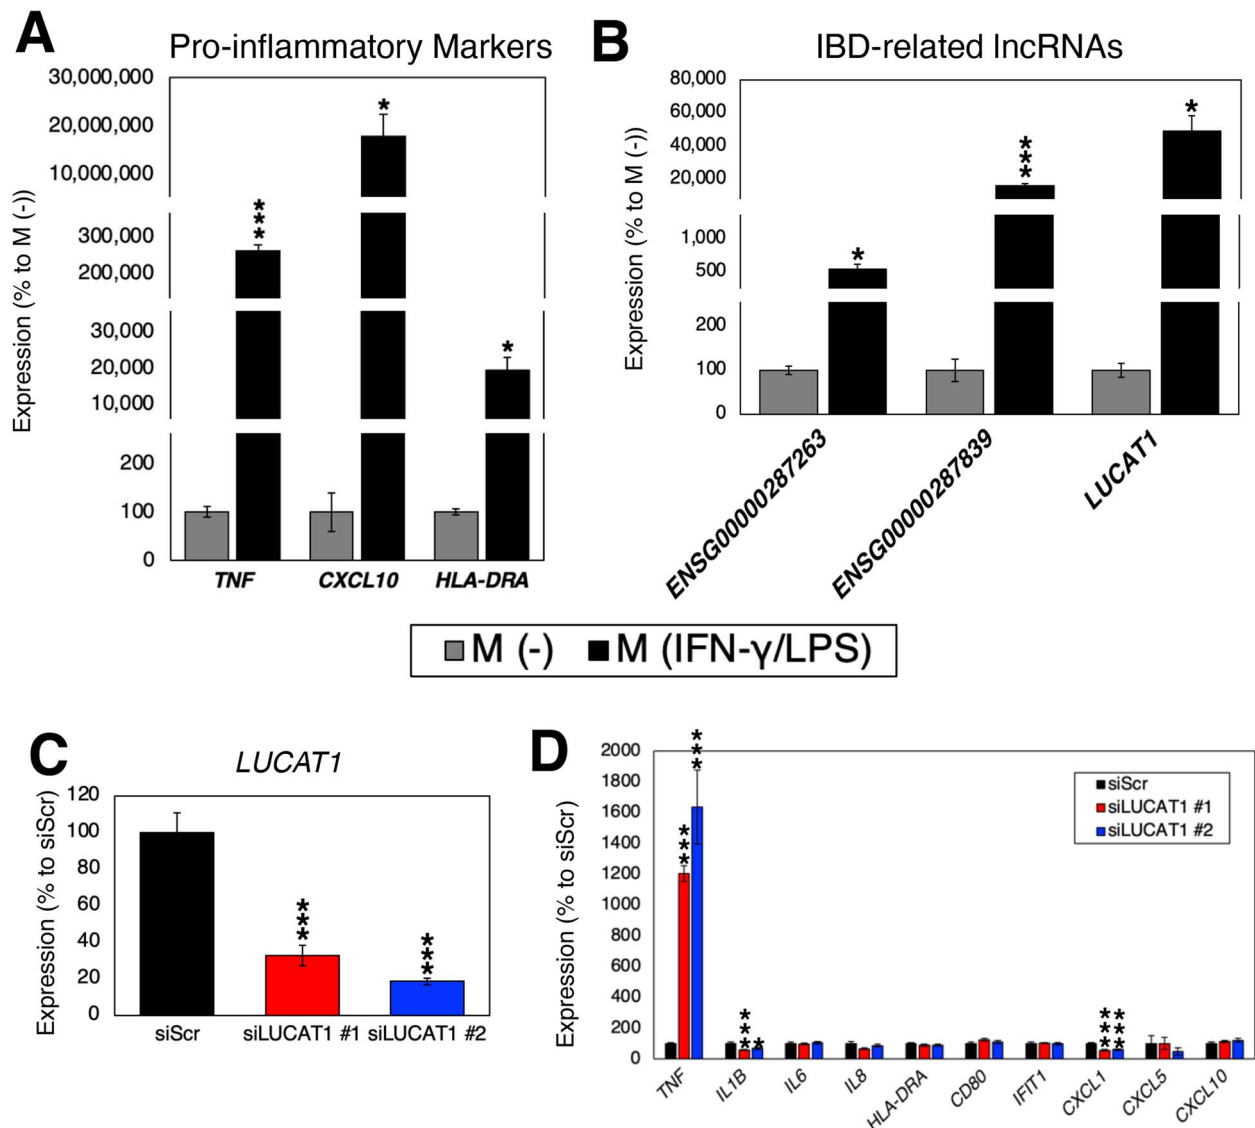 A
Pro-inflammatory Markers
Expression (% to M (-))
30,000,000
20,000,000
10,000,000
300,000
200,000
30,000
20,000
10,000
200
100
0
***
*
*
TNF
CXCL10
HLA-DRA
B
IBD-related lncRNAs
Expression (% to M (-))
80,000
60,000
40,000
20,000
1,000
500
200
100
0
*
***
*
ENSG00000287263
ENSG00000287839
LUCAT1
M (-)
M (IFN-γ/LPS)
C
LUCAT1
Expression (% to siScr)
120
100
80
60
40
20
0
***
***
siScr
siLUCAT1 #1
siLUCAT1 #2
D
Expression (% to siScr)
2000
1800
1600
1400
1200
1000
800
600
400
200
0
***
***
***
*
***
***
siScr
siLUCAT1 #1
siLUCAT1 #2
TNF
IL1B
IL6
IL8
HLA-DRA
CD80
IFIT1
CXCL1
CXCL5
CXCL10